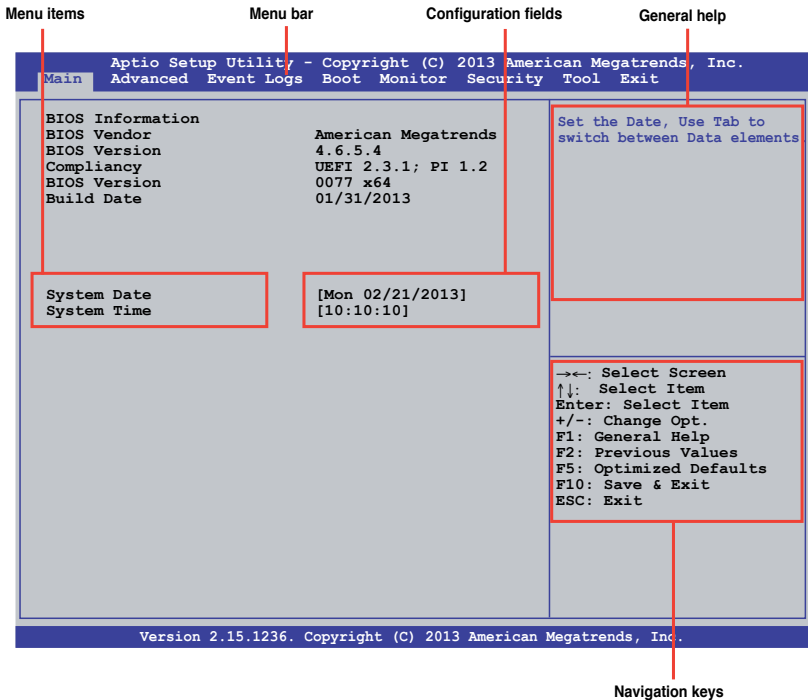 Menu items Menu bar Configuration fields General help
Aptio Setup Utility - Copyright (C) 2013 American Megatrends, Inc.
Main Advanced Event Logs Boot Monitor Security Tool Exit
BIOS Information
BIOS Vendor American Megatrends
BIOS Version 4.6.5.4
Compliancy UEFI 2.3.1; PI 1.2
BIOS Version 0077 x64
Build Date 01/31/2013
System Date [Mon 02/21/2013]
System Time [10:10:10]
Set the Date, Use Tab to
switch between Data elements.
→←: Select Screen
↑↓: Select Item
Enter: Select Item
+/-: Change Opt.
F1: General Help
F2: Previous Values
F5: Optimized Defaults
F10: Save & Exit
ESC: Exit
Version 2.15.1236. Copyright (C) 2013 American Megatrends, Inc.
Navigation keys